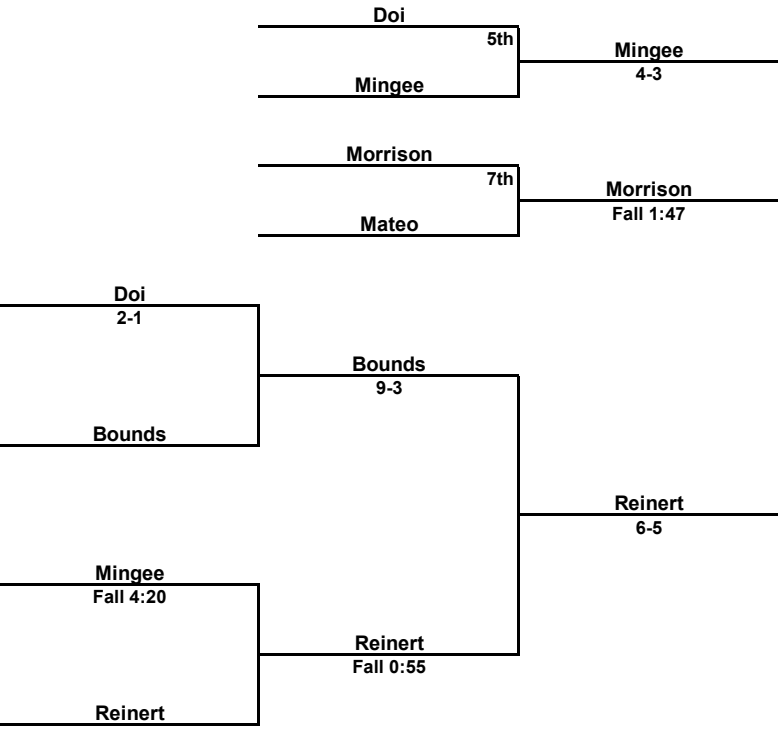 Doi
5th
Mingee
4-3
Mingee
Morrison
7th
Morrison
Fall 1:47
Mateo
Doi
2-1
Bounds
9-3
Bounds
Reinert
6-5
Mingee
Fall 4:20
Reinert
Fall 0:55
Reinert